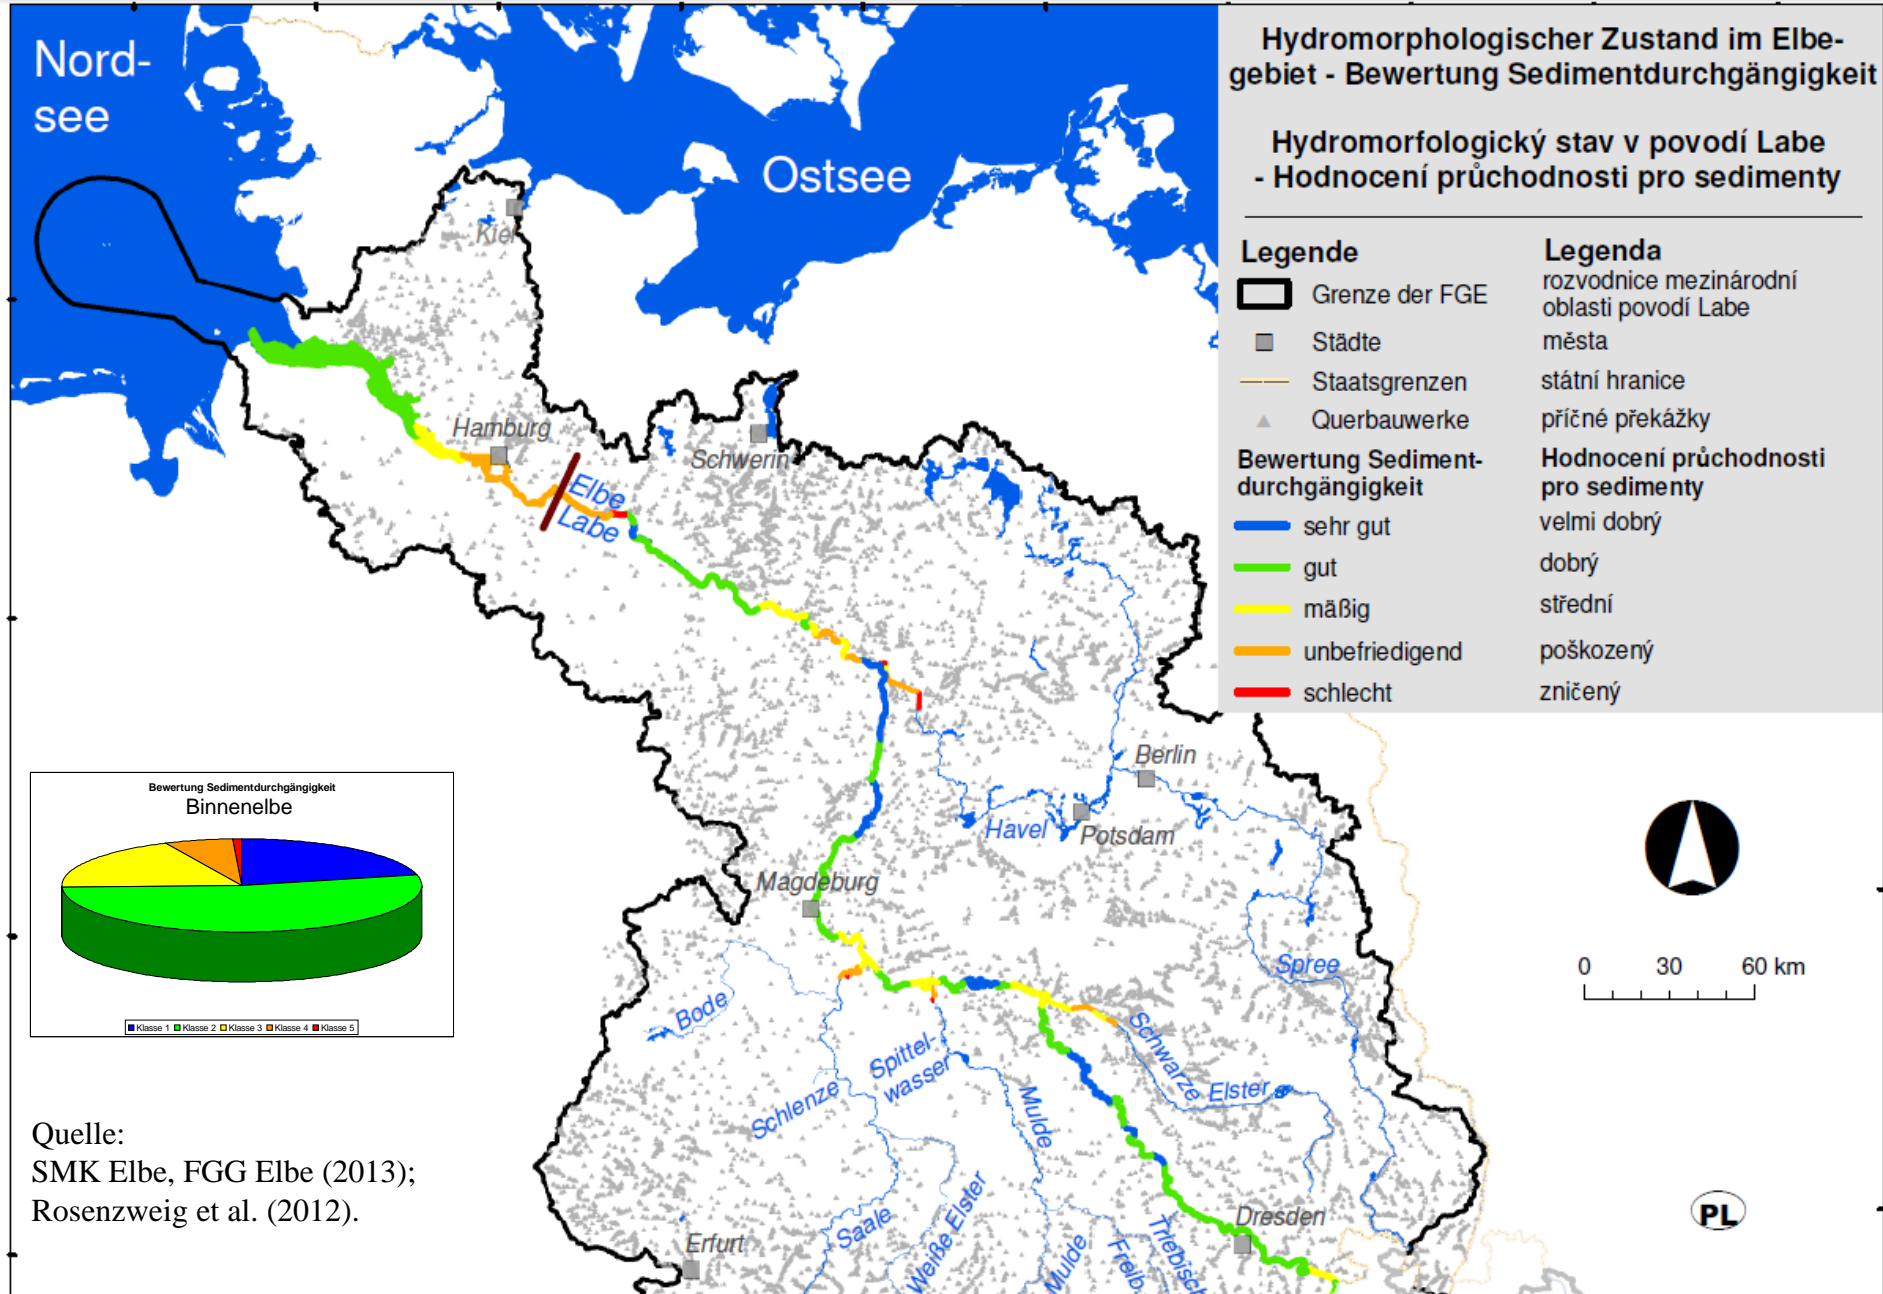 Nord-
see
Ostsee
Hydromorphologischer Zustand im Elbe-
gebiet - Bewertung Sedimentdurchgängigkeit
Hydromorfologický stav v povodí Labe
- Hodnocení průchodnosti pro sedimenty
Legende
Legenda
Grenze der FGE
rozvodnice mezinárodní
oblasti povodí Labe
Städte
města
Staatsgrenzen
státní hranice
Querbauwerke
příčné překážky
Bewertung Sediment-
durchgängigkeit
Hodnocení průchodnosti
pro sedimenty
sehr gut
velmi dobrý
gut
dobrý
mäßig
střední
unbefriedigend
poškozený
schlecht
zničený
Kiel
Hamburg
Schwerin
Elbe
Labe
Berlin
Havel
Potsdam
Magdeburg
Spree
Bode
Spittel-
wasser
Schlenze
Schwarze
Elster
Mulde
Saale
Weiße Elster
Mulde
Freib.
Triebisch
Dresden
Erfurt
0 30 60 km
PL
Bewertung Sedimentdurchgängigkeit
Binnenelbe
Klasse 1 Klasse 2 Klasse 3 Klasse 4 Klasse 5
Quelle:
SMK Elbe, FGG Elbe (2013);
Rosenzweig et al. (2012).